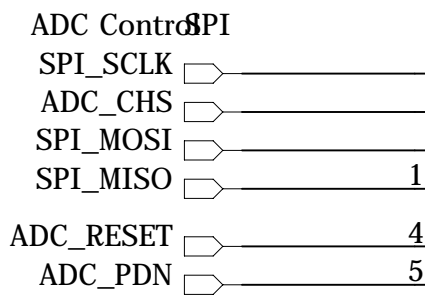 ADC Control SPI
SPI_SCLK
ADC_CHS
SPI_MOSI
SPI_MISO 1
ADC_RESET 4
ADC_PDN 5